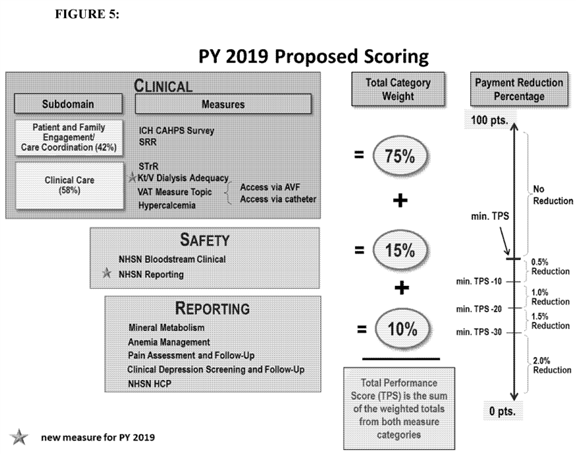 FIGURE 5:
PY 2019 Proposed Scoring
CLINICAL
Subdomain
Measures
Patient and Family
Engagement/
Care Coordination (42%)
ICH CAHPS Survey
SRR
Clinical Care
(58%)
STrR
Kt/V Dialysis Adequacy
VAT Measure Topic
Hypercalcemia
Access via AVF
Access via catheter
SAFETY
NHSN Bloodstream Clinical
NHSN Reporting
REPORTING
Mineral Metabolism
Anemia Management
Pain Assessment and Follow-Up
Clinical Depression Screening and Follow-Up
NHSN HCP
new measure for PY 2019
Total Category
Weight
= 75%
+
= 15%
+
= 10%
Total Performance
Score (TPS) is the sum
of the weighted totals
from both measure
categories
Payment Reduction
Percentage
100 pts.
No
Reduction
min. TPS
0.5%
Reduction
min. TPS -10
1.0%
Reduction
min. TPS -20
1.5%
Reduction
min. TPS -30
2.0%
Reduction
0 pts.